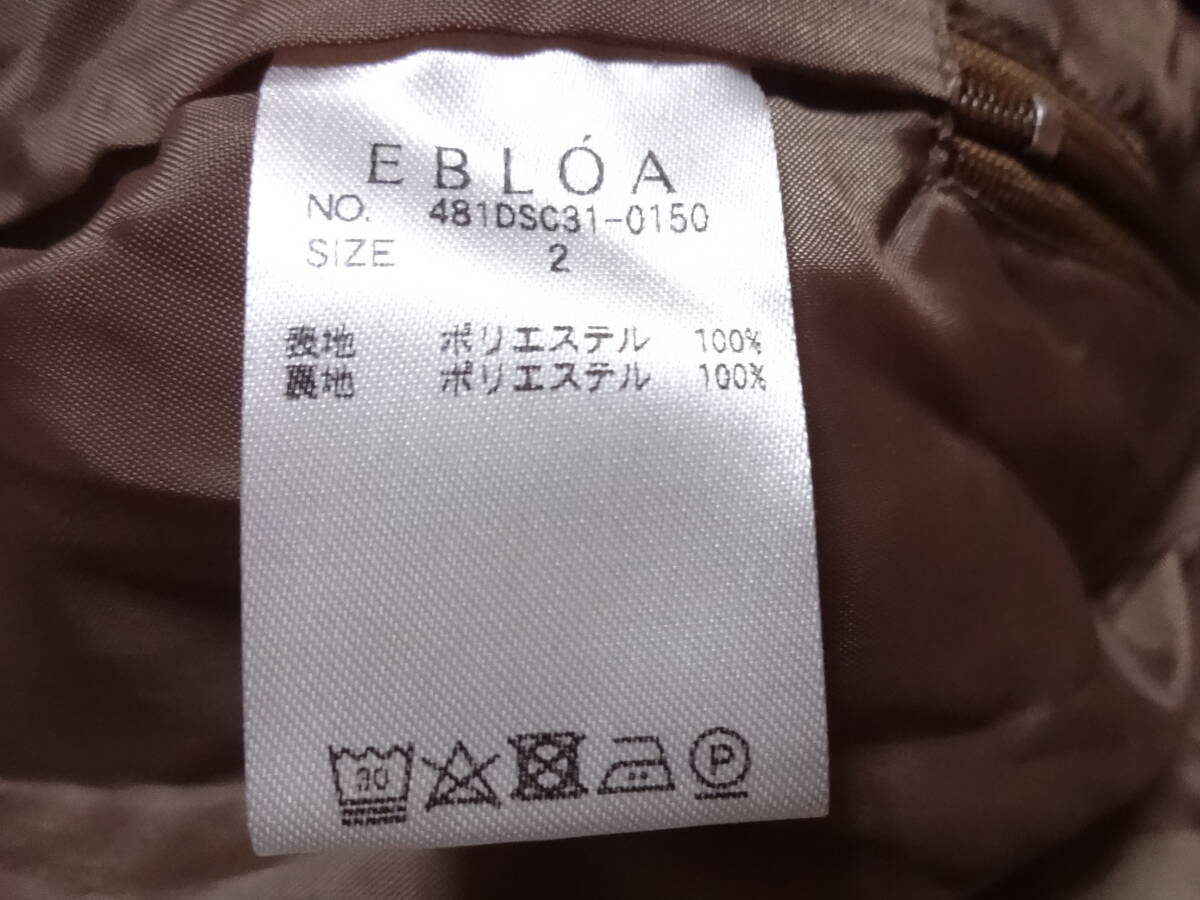 EBLÓA
NO. 481DSC31-0150
SIZE 2
表地 ポリエステル 100%
裏地 ポリエステル 100%
30
P